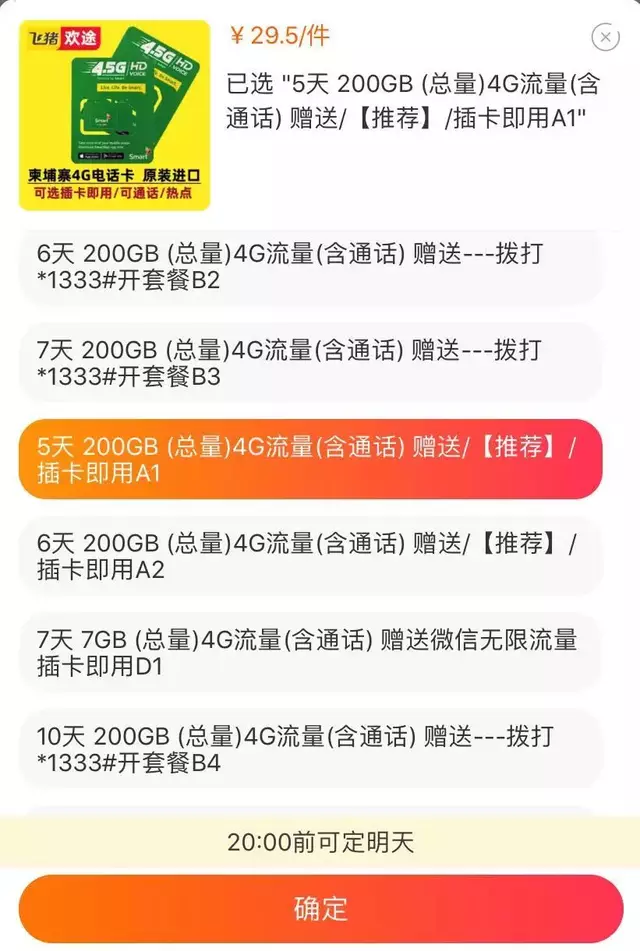 飞猪 欢途
4.5G HD VOICE
4.5G HD VOICE
Live. Life. Be Smart.
Smart
Smart
柬埔寨4G电话卡 原装进口
可选插卡即用/可通话/热点
¥ 29.5/件
已选 "5天 200GB (总量)4G流量(含
通话) 赠送/【推荐】/插卡即用A1"
6天 200GB (总量)4G流量(含通话) 赠送---拨打
*1333#开套餐B2
7天 200GB (总量)4G流量(含通话) 赠送---拨打
*1333#开套餐B3
5天 200GB (总量)4G流量(含通话) 赠送/【推荐】/
插卡即用A1
6天 200GB (总量)4G流量(含通话) 赠送/【推荐】/
插卡即用A2
7天 7GB (总量)4G流量(含通话) 赠送微信无限流量
插卡即用D1
10天 200GB (总量)4G流量(含通话) 赠送---拨打
*1333#开套餐B4
20:00前可定明天
确定